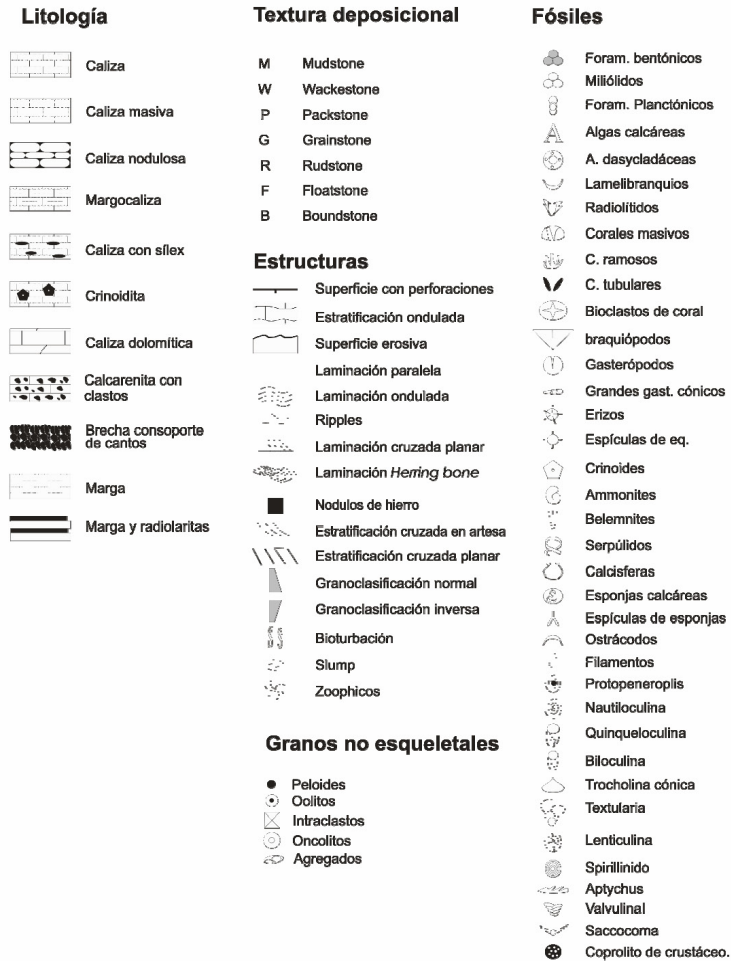 Litología
Caliza
Caliza masiva
Caliza nodulosa
Margocaliza
Caliza con sílex
Crinoidita
Caliza dolomítica
Calcarenita con
clastos
Brecha consoporte
de cantos
Marga
Marga y radiolaritas
Textura deposicional
M Mudstone
W Wackestone
P Packstone
G Grainstone
R Rudstone
F Floatstone
B Boundstone
Estructuras
Superficie con perforaciones
Estratificación ondulada
Superficie erosiva
Laminación paralela
Laminación ondulada
Ripples
Laminación cruzada planar
Laminación Herring bone
Nodulos de hierro
Estratificación cruzada en artesa
Estratificación cruzada planar
Granoclasificación normal
Granoclasificación inversa
Bioturbación
Slump
Zoophicos
Granos no esqueletales
Peloides
Oolitos
Intraclastos
Oncolitos
Agregados
Fósiles
Foram. bentónicos
Miliólidos
Foram. Planctónicos
Algas calcáreas
A. dasycladáceas
Lamelibranquios
Radiolítidos
Corales masivos
C. ramosos
C. tubulares
Bioclastos de coral
braquiópodos
Gasterópodos
Grandes gast. cónicos
Erizos
Espículas de eq.
Crinoides
Ammonites
Belemnites
Serpúlidos
Calcisferas
Esponjas calcáreas
Espículas de esponjas
Ostrácodos
Filamentos
Protopeneroplis
Nautiloculina
Quinqueloculina
Biloculina
Trocholina cónica
Textularia
Lenticulina
Spirillinido
Aptychus
Valvulinal
Saccocoma
Coprolito de crustáceo.